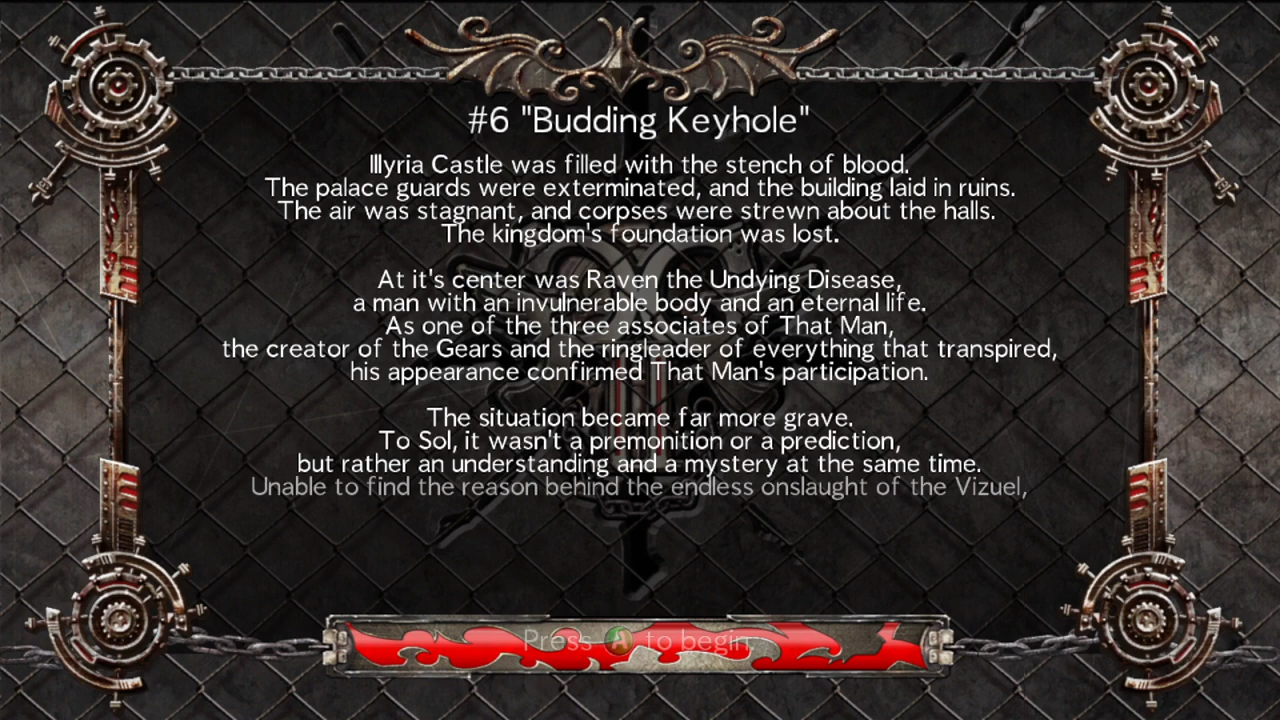 #6 "Budding Keyhole"
Illyria Castle was filled with the stench of blood.
The palace guards were exterminated, and the building laid in ruins.
The air was stagnant, and corpses were strewn about the halls.
The kingdom's foundation was lost.
At it's center was Raven the Undying Disease,
a man with an invulnerable body and an eternal life.
As one of the three associates of That Man,
the creator of the Gears and the ringleader of everything that transpired,
his appearance confirmed That Man's participation.
The situation became far more grave.
To Sol, it wasn't a premonition or a prediction,
but rather an understanding and a mystery at the same time.
Unable to find the reason behind the endless onslaught of the Vizuel,
Press A to begin.